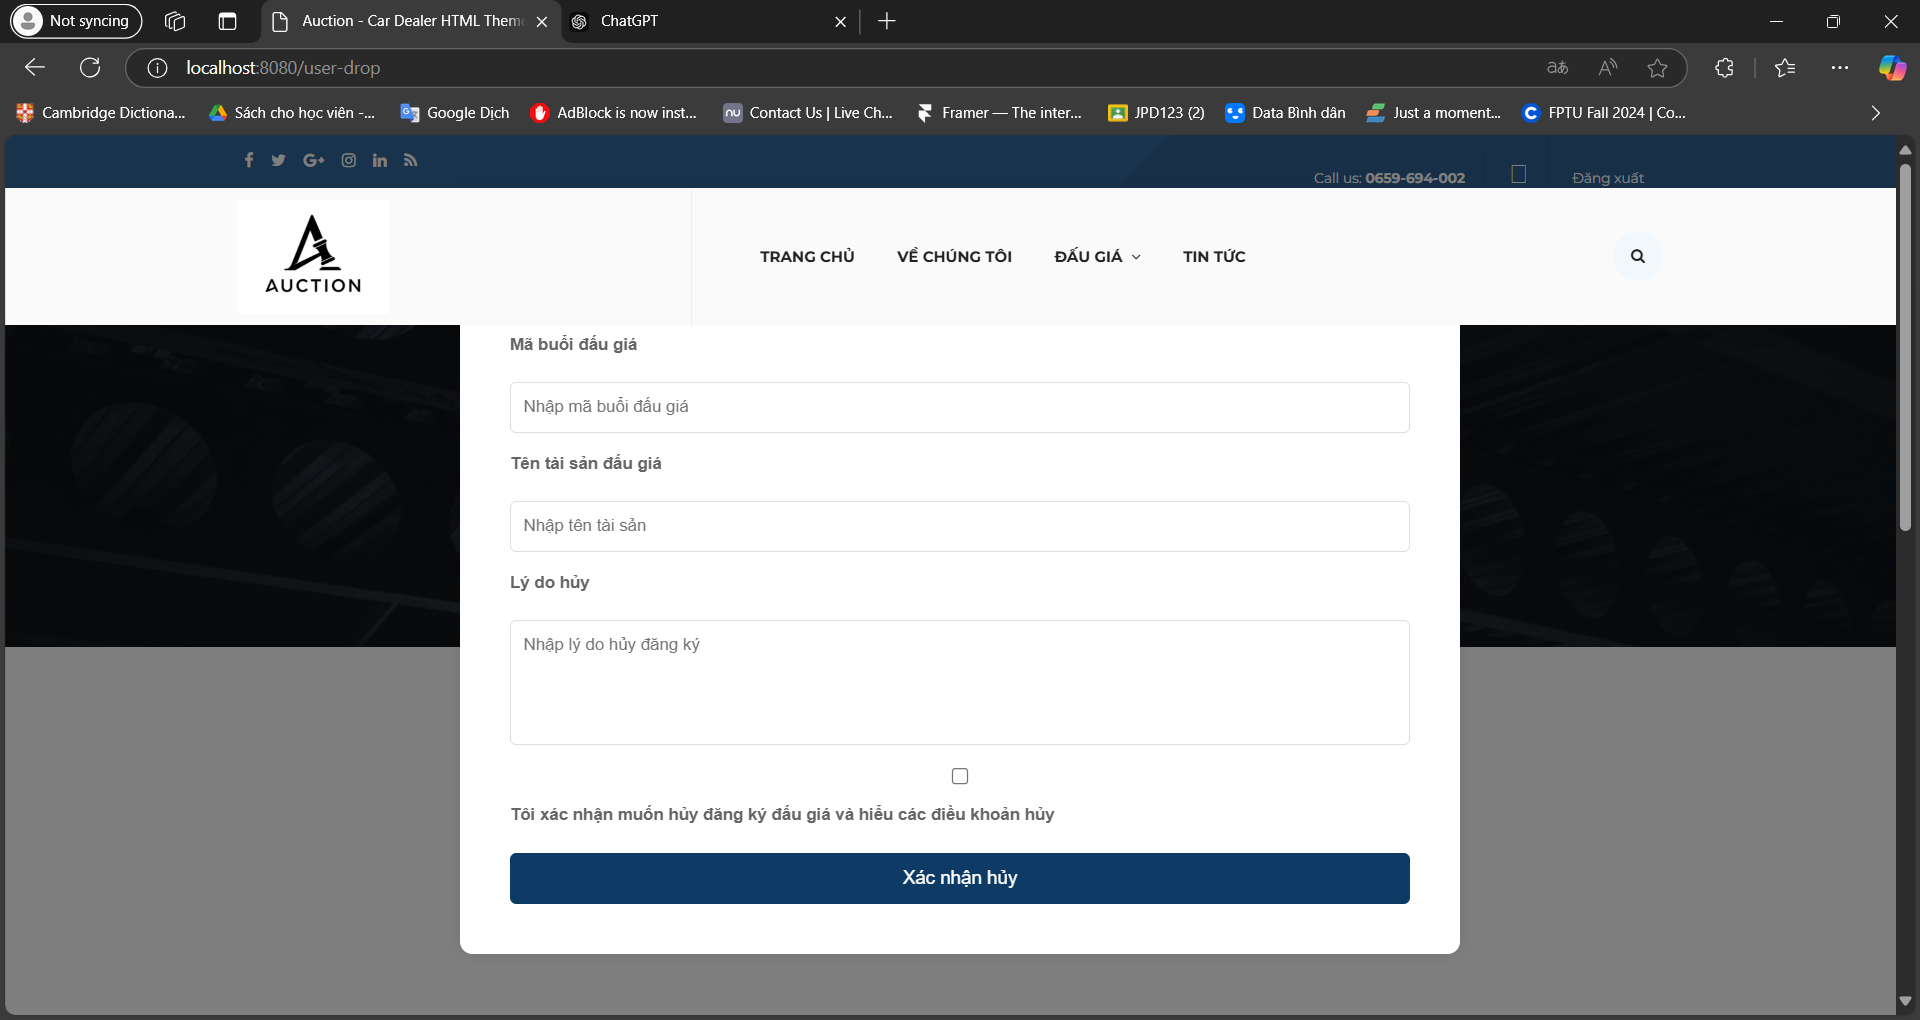 Not syncing
Auction - Car Dealer HTML Theme
ChatGPT
localhost:8080/user-drop
Cambridge Dictiona...
Sách cho học viên -...
Google Dịch
AdBlock is now inst...
Contact Us | Live Ch...
Framer — The inter...
JPD123 (2)
Data Bình dân
Just a moment...
FPTU Fall 2024 | Co...
Call us: 0659-694-002
Đăng xuất
AUCTION
TRANG CHỦ
VỀ CHÚNG TÔI
ĐẤU GIÁ
TIN TỨC
Mã buổi đấu giá
Nhập mã buổi đấu giá
Tên tài sản đấu giá
Nhập tên tài sản
Lý do hủy
Nhập lý do hủy đăng ký
Tôi xác nhận muốn hủy đăng ký đấu giá và hiểu các điều khoản hủy
Xác nhận hủy